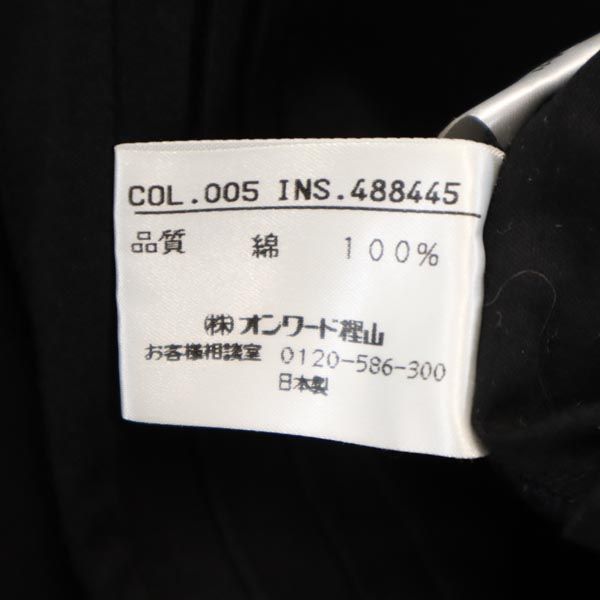 COL.005 INS.488445
品質 綿 100%
㈱オンワード樫山
お客様相談室 0120-586-300
日本製